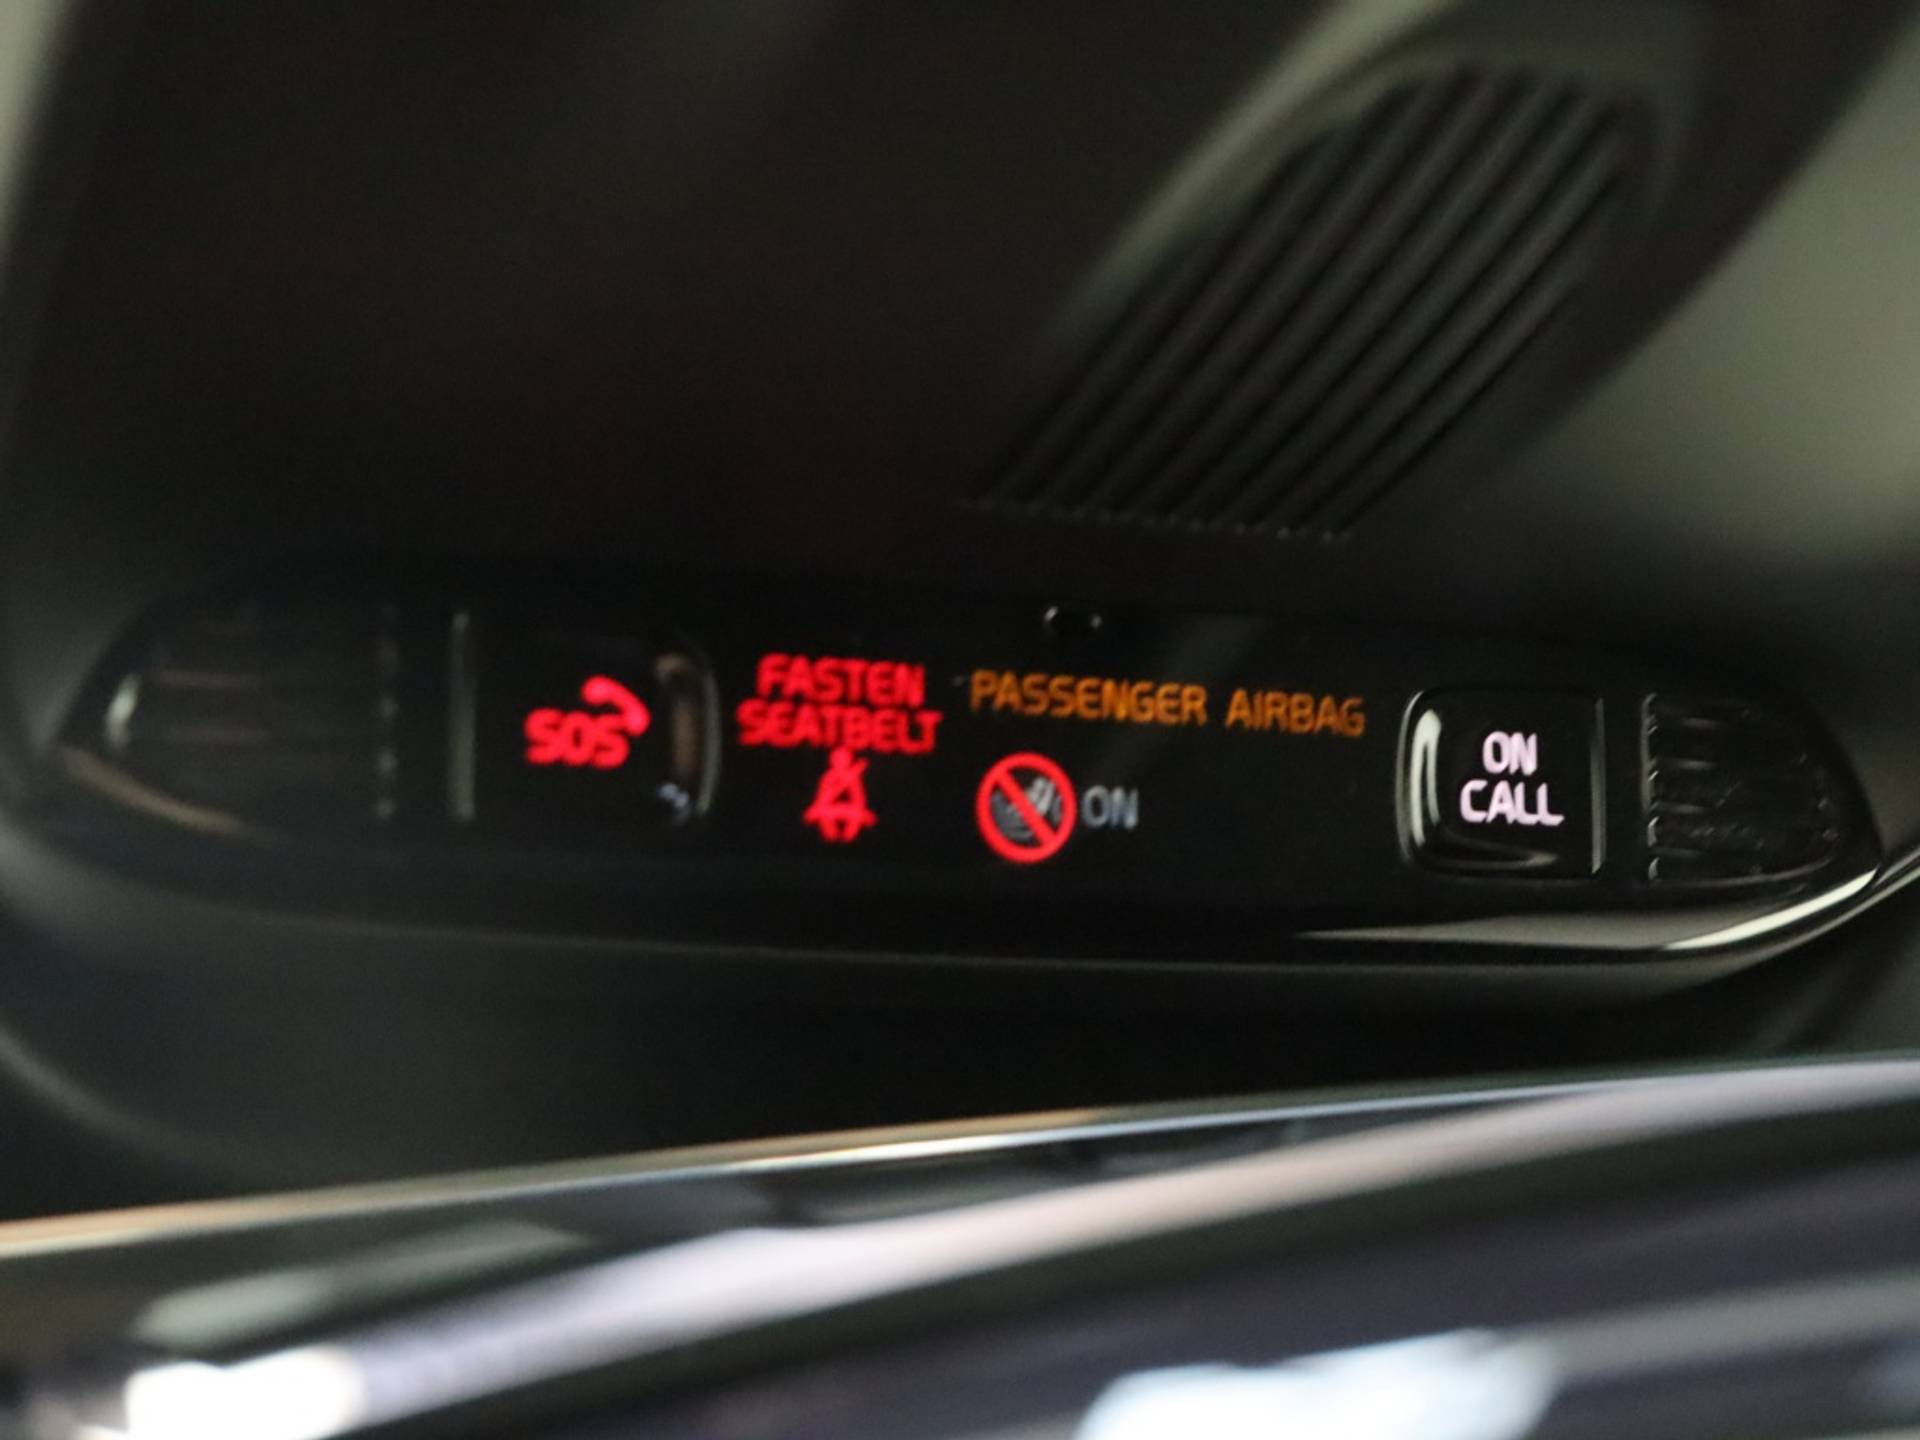 SOS
FASTEN
SEATBELT
PASSENGER AIRBAG
ON
ON
CALL